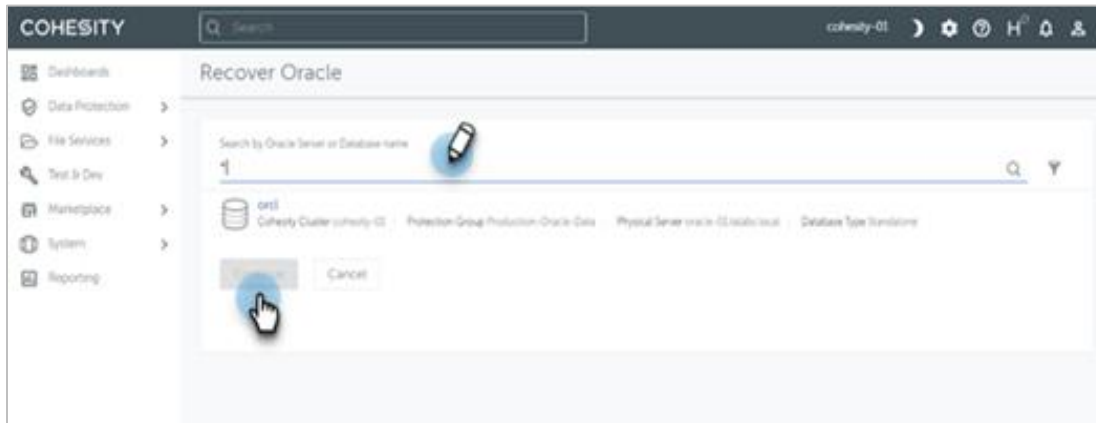 COHESITY
Search
cohesity-01
Dashboards
Recover Oracle
Data Protection
File Services
Search by Oracle Server or Database name
*
Test & Dev
Marketplace
orcl
Cohesity Cluster cohesity-01 Protection Group Production-Oracle-Data Physical Server Database Type Standalone
System
Reporting
Cancel